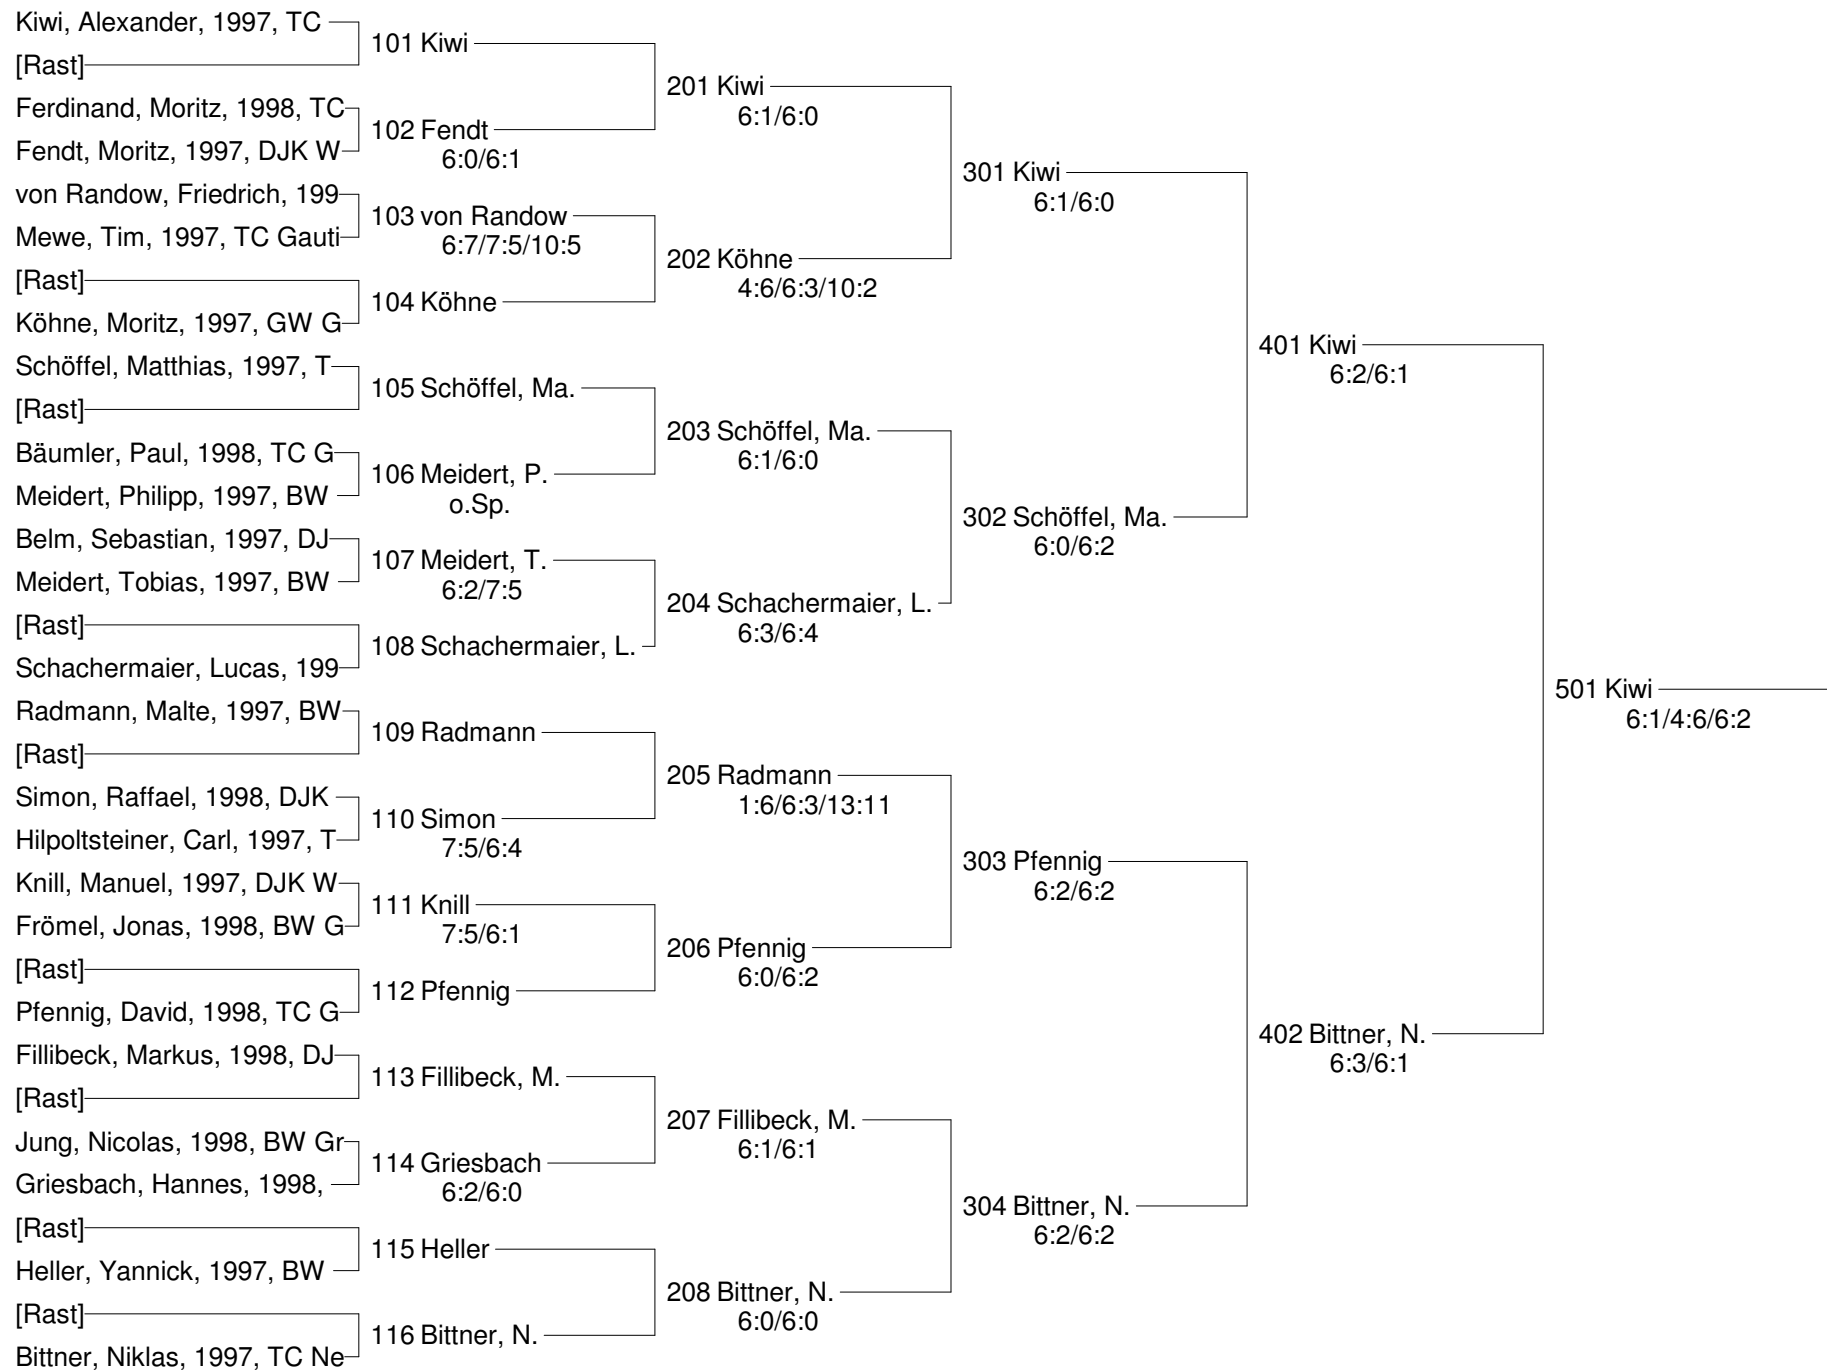 Kiwi, Alexander, 1997, TC
[Rast]
Ferdinand, Moritz, 1998, TC
Fendt, Moritz, 1997, DJK W
von Randow, Friedrich, 199
Mewe, Tim, 1997, TC Gauti
[Rast]
Köhne, Moritz, 1997, GW G
Schöffel, Matthias, 1997, T
[Rast]
Bäumler, Paul, 1998, TC G
Meidert, Philipp, 1997, BW
Belm, Sebastian, 1997, DJ
Meidert, Tobias, 1997, BW
[Rast]
Schachermaier, Lucas, 199
Radmann, Malte, 1997, BW
[Rast]
Simon, Raffael, 1998, DJK
Hilpoltsteiner, Carl, 1997, T
Knill, Manuel, 1997, DJK W
Frömel, Jonas, 1998, BW G
[Rast]
Pfennig, David, 1998, TC G
Fillibeck, Markus, 1998, DJ
[Rast]
Jung, Nicolas, 1998, BW Gr
Griesbach, Hannes, 1998,
[Rast]
Heller, Yannick, 1997, BW
[Rast]
Bittner, Niklas, 1997, TC Ne
101 Kiwi
102 Fendt
6:0/6:1
103 von Randow
6:7/7:5/10:5
104 Köhne
105 Schöffel, Ma.
106 Meidert, P.
o.Sp.
107 Meidert, T.
6:2/7:5
108 Schachermaier, L.
109 Radmann
110 Simon
7:5/6:4
111 Knill
7:5/6:1
112 Pfennig
113 Fillibeck, M.
114 Griesbach
6:2/6:0
115 Heller
116 Bittner, N.
201 Kiwi
6:1/6:0
202 Köhne
4:6/6:3/10:2
203 Schöffel, Ma.
6:1/6:0
204 Schachermaier, L.
6:3/6:4
205 Radmann
1:6/6:3/13:11
206 Pfennig
6:0/6:2
207 Fillibeck, M.
6:1/6:1
208 Bittner, N.
6:0/6:0
301 Kiwi
6:1/6:0
302 Schöffel, Ma.
6:0/6:2
303 Pfennig
6:2/6:2
304 Bittner, N.
6:2/6:2
401 Kiwi
6:2/6:1
402 Bittner, N.
6:3/6:1
501 Kiwi
6:1/4:6/6:2